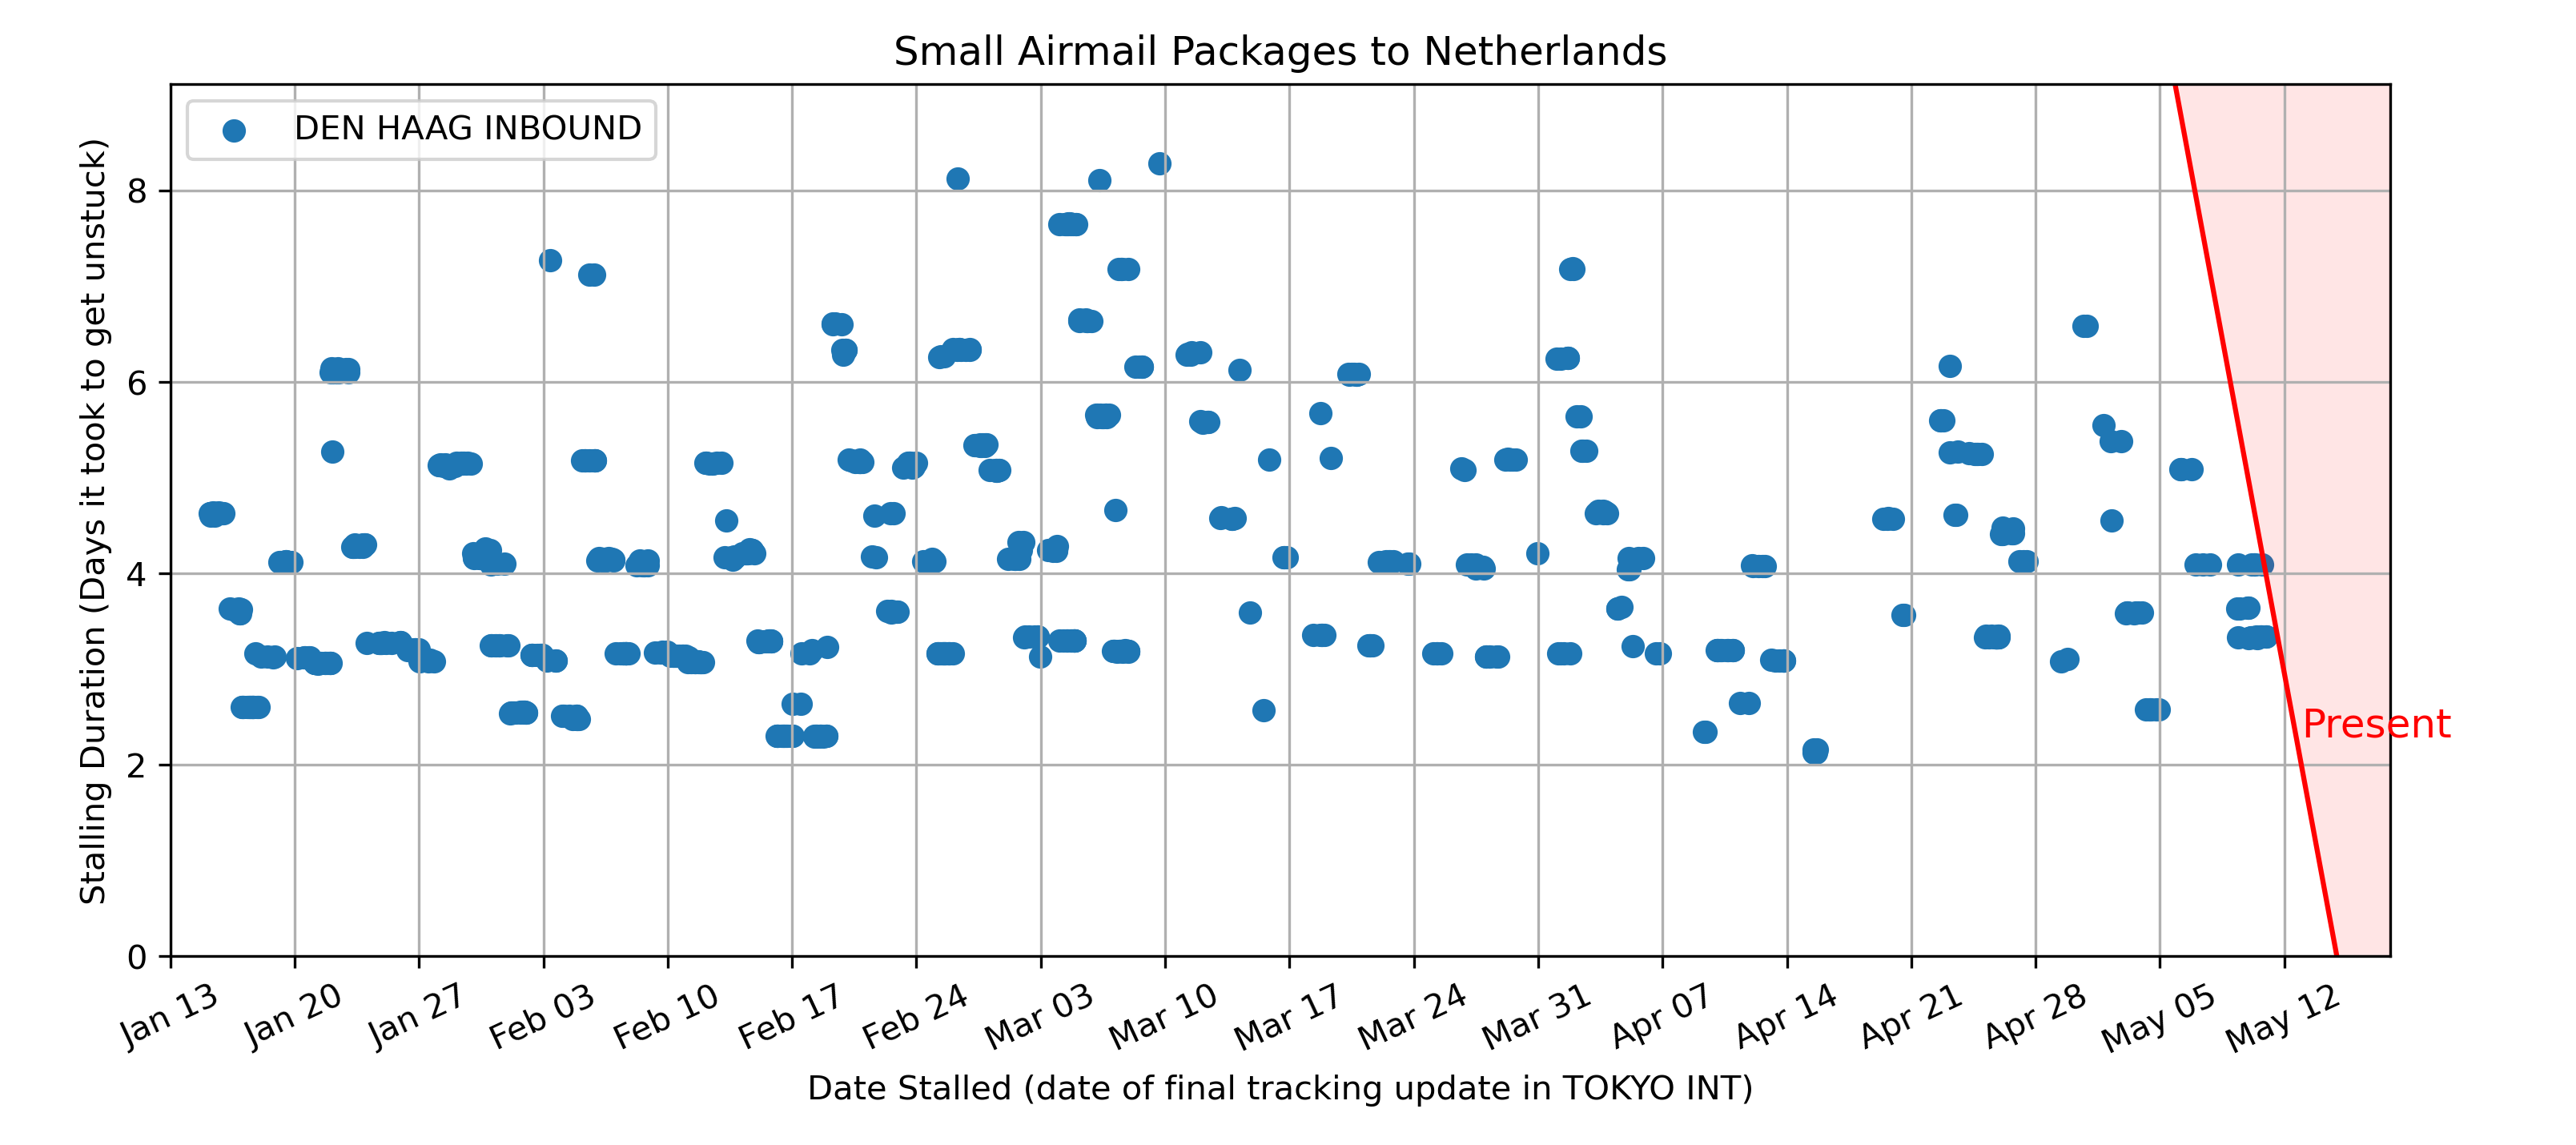 Small Airmail Packages to Netherlands
DEN HAAG INBOUND
Stalling Duration (Days it took to get unstuck)
8
6
4
2
0
Present
Jan 13
Jan 20
Jan 27
Feb 03
Feb 10
Feb 17
Feb 24
Mar 03
Mar 10
Mar 17
Mar 24
Mar 31
Apr 07
Apr 14
Apr 21
Apr 28
May 05
May 12
Date Stalled (date of final tracking update in TOKYO INT)